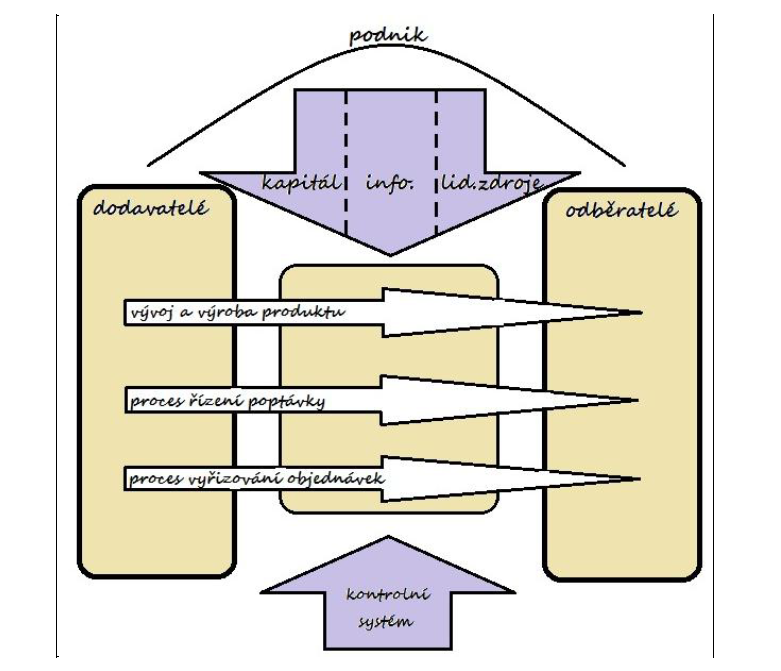 podnik
kapitál info. lid.zdroje
dodavatelé
odběratelé
vývoj a výroba produktu
proces řízení poptávky
proces vyřizování objednávek
kontrolní
systém